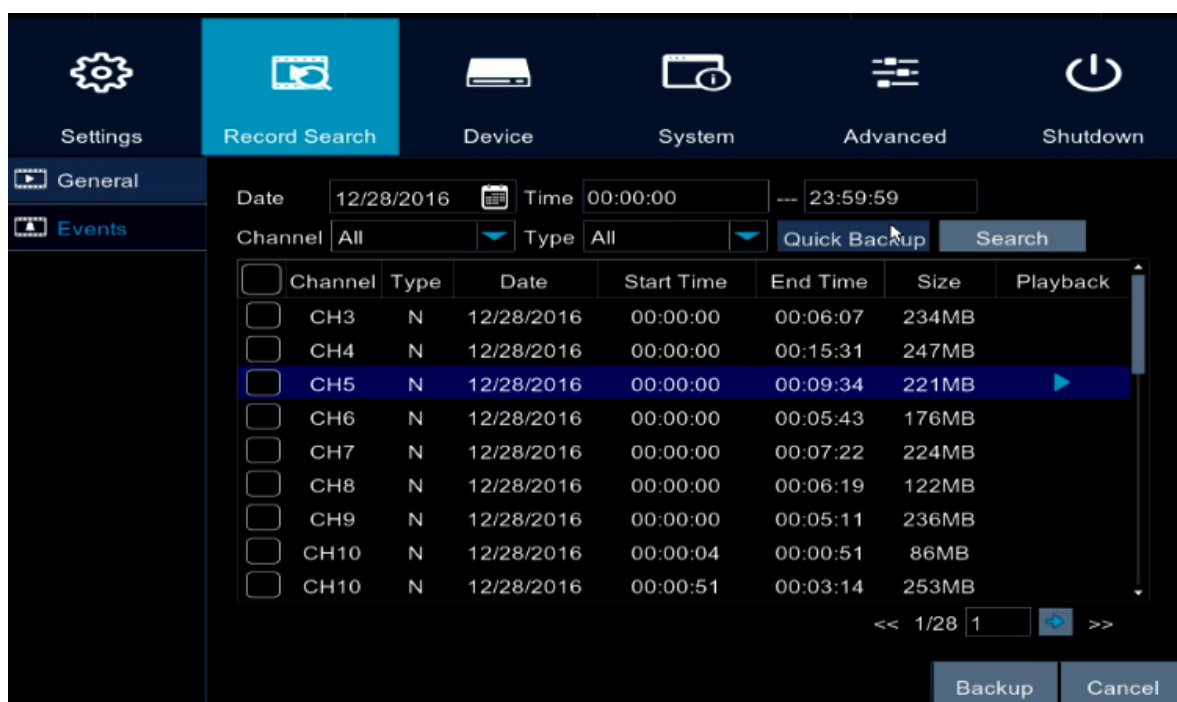 Settings Record Search Device System Advanced Shutdown
General
Events
Date 12/28/2016 Time 00:00:00 --- 23:59:59
Channel All Type All Quick Backup Search
Channel Type Date Start Time End Time Size Playback
CH3 N 12/28/2016 00:00:00 00:06:07 234MB
CH4 N 12/28/2016 00:00:00 00:15:31 247MB
CH5 N 12/28/2016 00:00:00 00:09:34 221MB
CH6 N 12/28/2016 00:00:00 00:05:43 176MB
CH7 N 12/28/2016 00:00:00 00:07:22 224MB
CH8 N 12/28/2016 00:00:00 00:06:19 122MB
CH9 N 12/28/2016 00:00:00 00:05:11 236MB
CH10 N 12/28/2016 00:00:04 00:00:51 86MB
CH10 N 12/28/2016 00:00:51 00:03:14 253MB
<< 1/28 1 >>
Backup Cancel